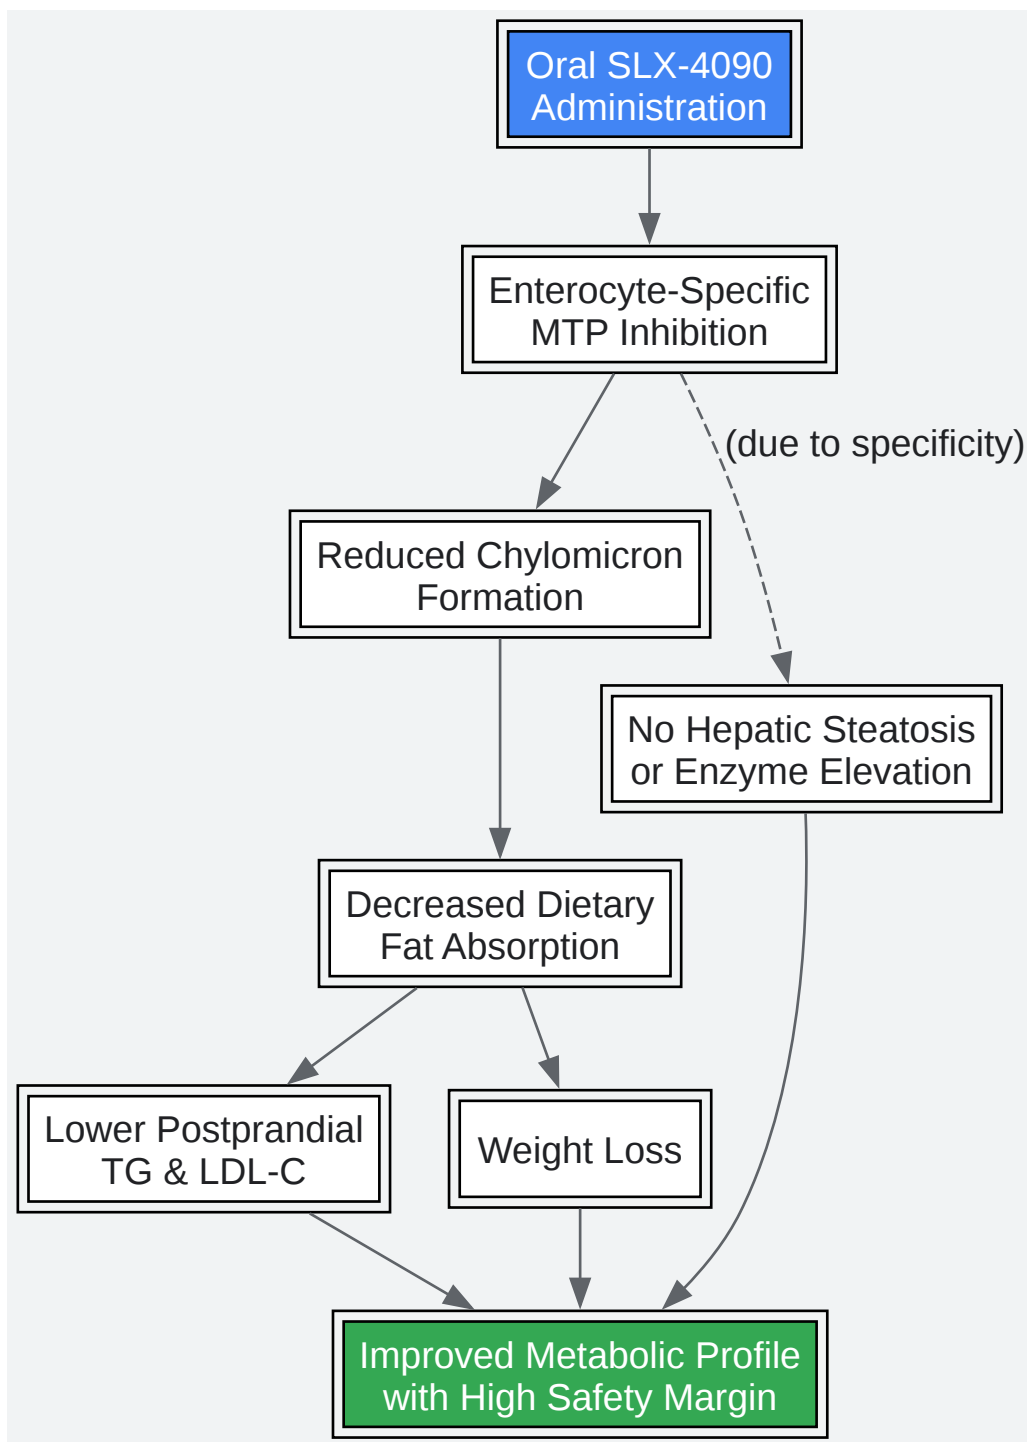 Oral SLX-4090
Administration
Enterocyte-Specific
MTP Inhibition
(due to specificity)
Reduced Chylomicron
Formation
No Hepatic Steatosis
or Enzyme Elevation
Decreased Dietary
Fat Absorption
Lower Postprandial
TG & LDL-C
Weight Loss
Improved Metabolic Profile
with High Safety Margin